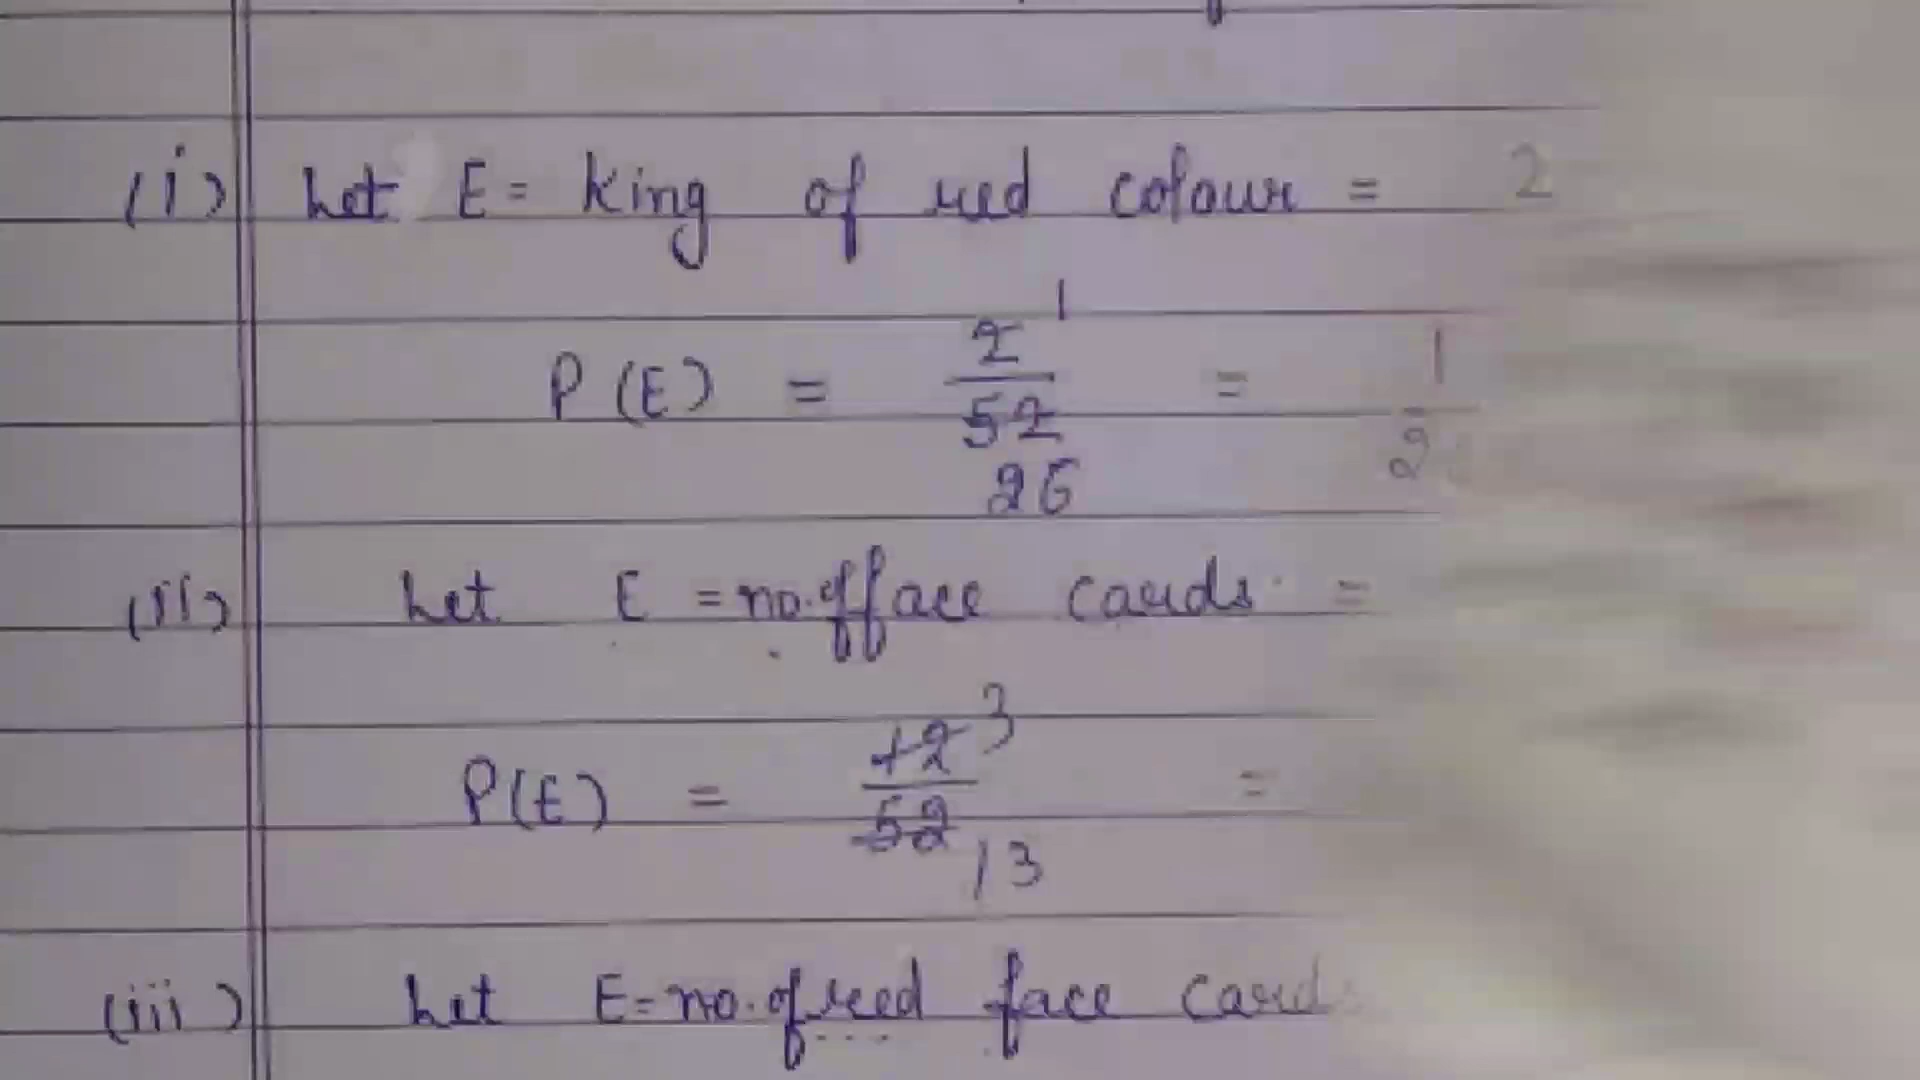 (i) Let E = king of red colour = 2
P(E) = 2/52 1 26 = 1/2
(ii) Let E = no. of face cards =
P(E) = 12/52 3 13 =
(iii) Let E = no. of red face card